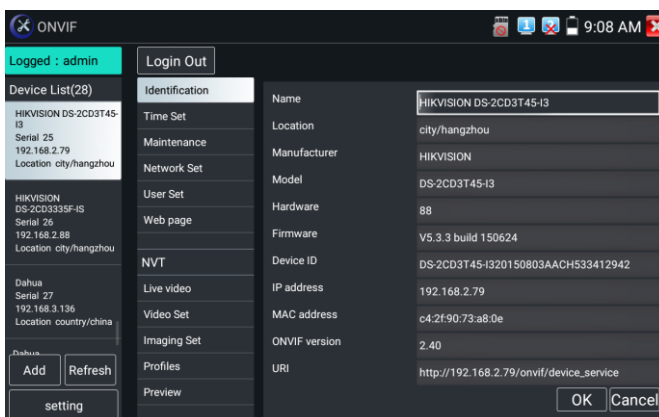 ONVIF
9:08 AM
Logged : admin
Login Out
Device List(28)
HIKVISION DS-2CD3T45-
I3
Serial 25
192.168.2.79
Location city/hangzhou
HIKVISION
DS-2CD3335F-IS
Serial 26
192.168.2.88
Location city/hangzhou
Dahua
Serial 27
192.168.3.136
Location country/china
Dahua
Add
Refresh
setting
Identification
Time Set
Maintenance
Network Set
User Set
Web page
NVT
Live video
Video Set
Imaging Set
Profiles
Preview
Name HIKVISION DS-2CD3T45-I3
Location city/hangzhou
Manufacturer HIKVISION
Model DS-2CD3T45-I3
Hardware 88
Firmware V5.3.3 build 150624
Device ID DS-2CD3T45-I320150803AACH533412942
IP address 192.168.2.79
MAC address c4:2f:90:73:a8:0e
ONVIF version 2.40
URI http://192.168.2.79/onvif/device_service
OK
Cancel